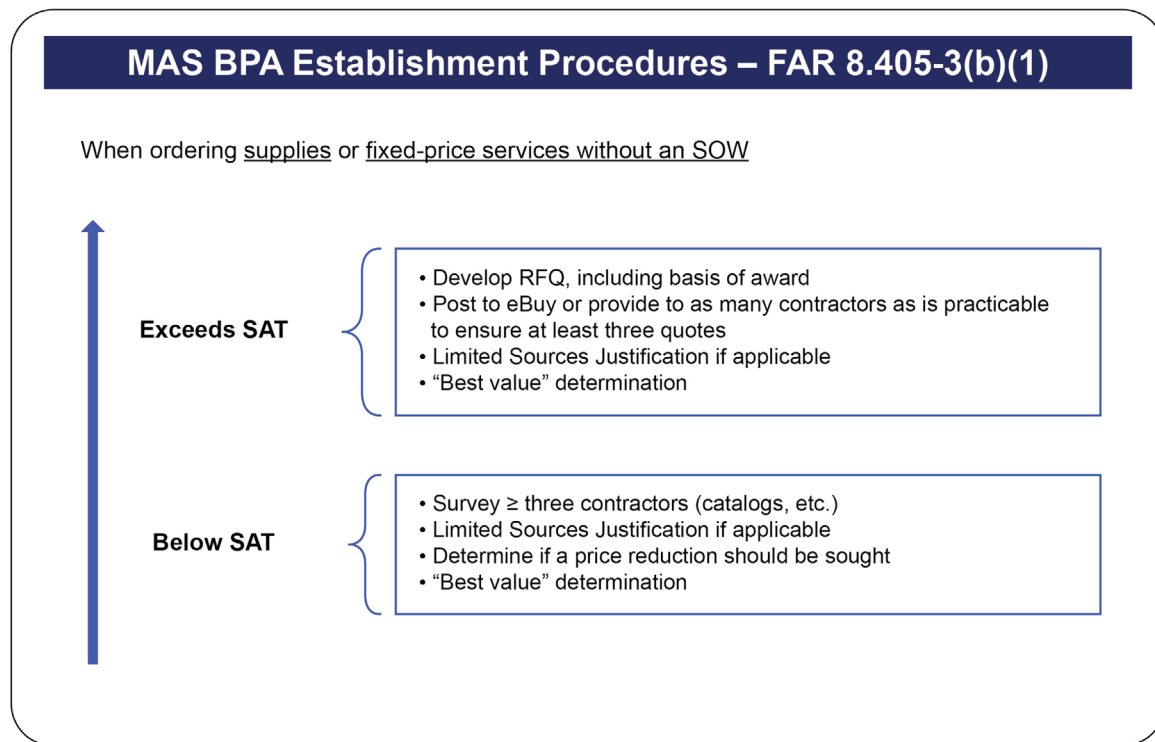 MAS BPA Establishment Procedures – FAR 8.405-3(b)(1)
When ordering supplies or fixed-price services without an SOW
Exceeds SAT
• Develop RFQ, including basis of award
• Post to eBuy or provide to as many contractors as is practicable
to ensure at least three quotes
• Limited Sources Justification if applicable
• “Best value” determination
Below SAT
• Survey ≥ three contractors (catalogs, etc.)
• Limited Sources Justification if applicable
• Determine if a price reduction should be sought
• “Best value” determination